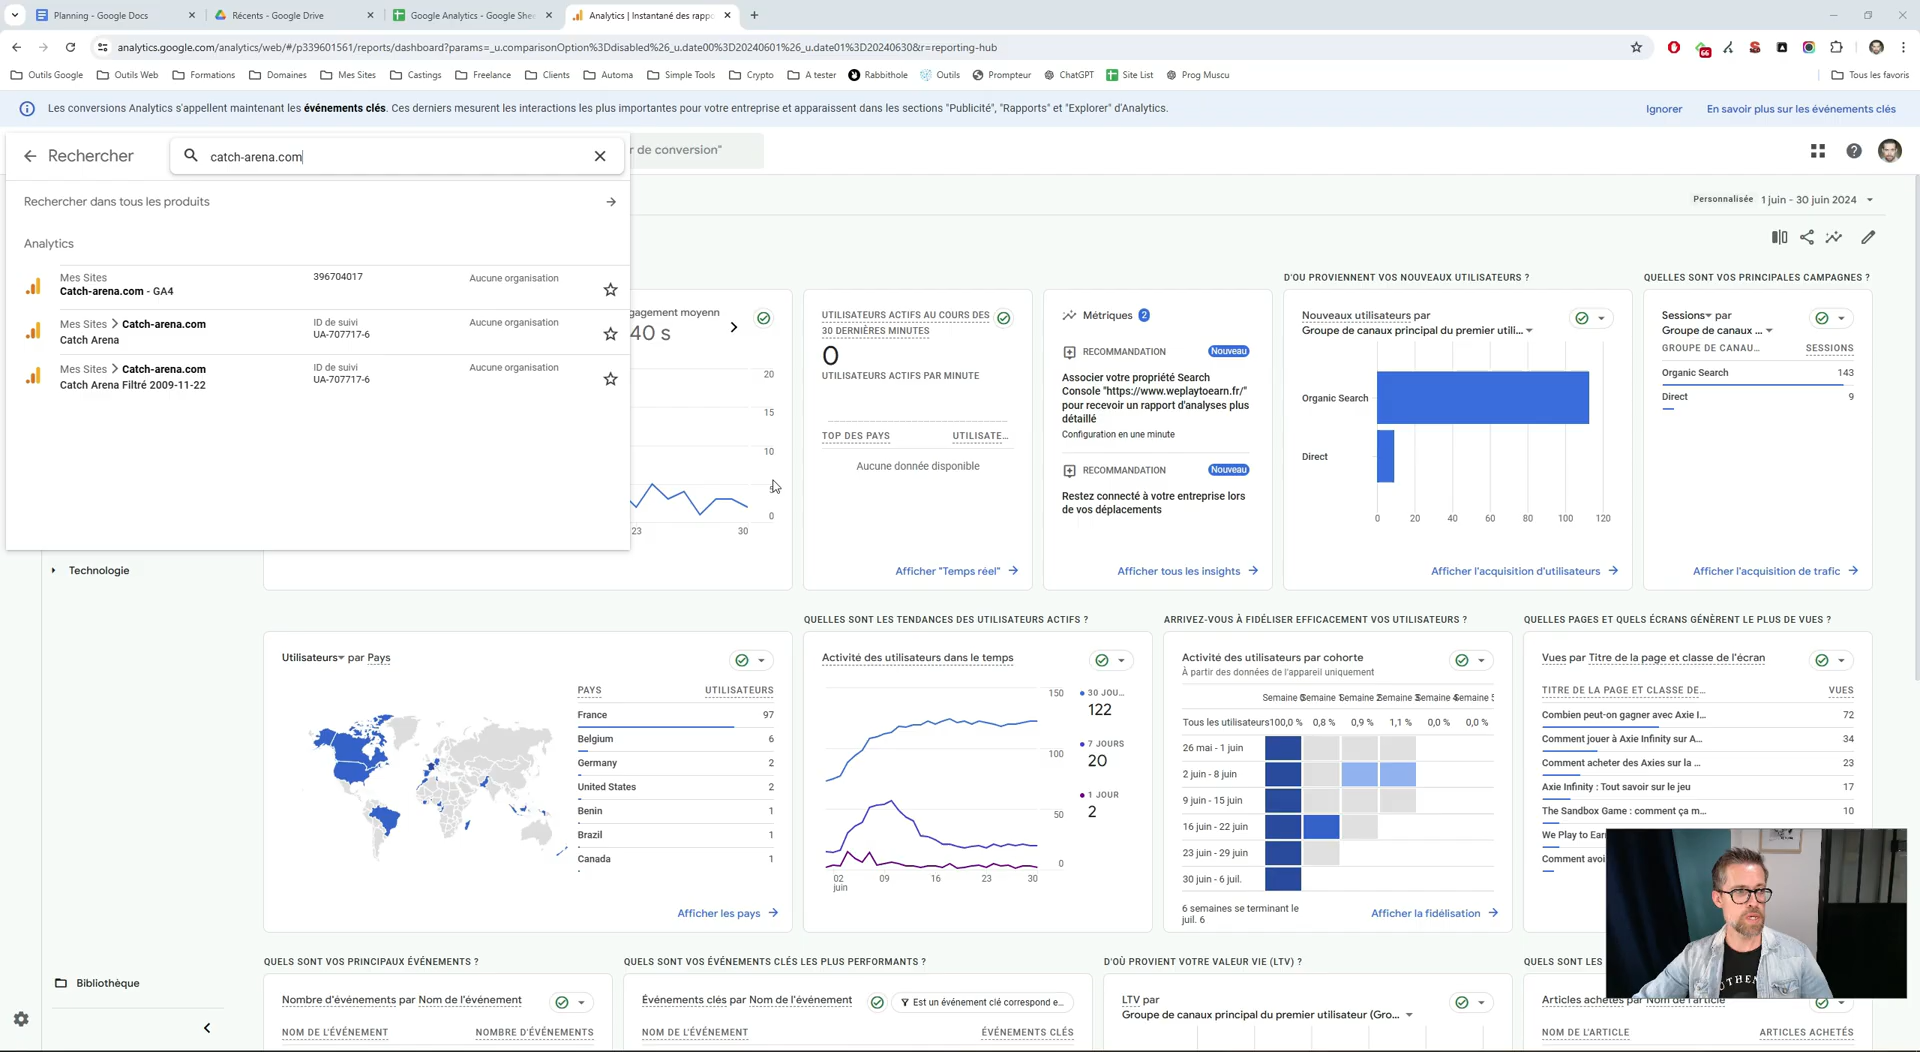 Planning - Google Docs
Récents - Google Drive
Google Analytics - Google She
Analytics | Instantané des rappo
analytics.google.com/analytics/web/#/p339601561/reports/dashboard?params=_u.comparisonOption%3Ddisabled%26_u.date00%3D20240601%26_u.date01%3D20240630&r=reporting-hub
66
Outils Google
Outils Web
Formations
Domaines
Mes Sites
Castings
Freelance
Clients
Automa
Simple Tools
Crypto
A tester
Rabbithole
Outils
Prompteur
ChatGPT
Site List
Prog Muscu
Tous les favoris
Les conversions Analytics s'appellent maintenant les événements clés. Ces derniers mesurent les interactions les plus importantes pour votre entreprise et apparaissent dans les sections "Publicité", "Rapports" et "Explorer" d'Analytics.
Ignorer
En savoir plus sur les événements clés
Rechercher
catch-arena.com
r de conversion"
Rechercher dans tous les produits
Analytics
Mes Sites
Catch-arena.com - GA4
396704017
Aucune organisation
Mes Sites > Catch-arena.com
Catch Arena
ID de suivi
UA-707717-6
Aucune organisation
Mes Sites > Catch-arena.com
Catch Arena Filtré 2009-11-22
ID de suivi
UA-707717-6
Aucune organisation
Personnalisée 1 juin - 30 juin 2024
gagement moyenn
40 s
20
15
10
5
0
23
30
UTILISATEURS ACTIFS AU COURS DES
30 DERNIÈRES MINUTES
0
UTILISATEURS ACTIFS PAR MINUTE
TOP DES PAYS
UTILISATE...
Aucune donnée disponible
Afficher "Temps réel"
Métriques 2
RECOMMANDATION
Nouveau
Associer votre propriété Search
Console "https://www.weplaytoearn.fr/"
pour recevoir un rapport d'analyses plus
détaillé
Configuration en une minute
RECOMMANDATION
Nouveau
Restez connecté à votre entreprise lors
de vos déplacements
Afficher tous les insights
D'OU PROVIENNENT VOS NOUVEAUX UTILISATEURS ?
Nouveaux utilisateurs par
Groupe de canaux principal du premier utili...
Organic Search
Direct
0
20
40
60
80
100
120
Afficher l'acquisition d'utilisateurs
QUELLES SONT VOS PRINCIPALES CAMPAGNES ?
Sessions par
Groupe de canaux ...
GROUPE DE CANAU...
SESSIONS
Organic Search
143
Direct
9
Afficher l'acquisition de trafic
Technologie
Bibliothèque
Utilisateurs par Pays
PAYS
UTILISATEURS
France
97
Belgium
6
Germany
2
United States
2
Benin
1
Brazil
1
Canada
1
Afficher les pays
QUELLES SONT LES TENDANCES DES UTILISATEURS ACTIFS ?
Activité des utilisateurs dans le temps
150
100
50
0
30 JOU...
122
7 JOURS
20
1 JOUR
2
02
juin
09
16
23
30
ARRIVEZ-VOUS À FIDÉLISER EFFICACEMENT VOS UTILISATEURS ?
Activité des utilisateurs par cohorte
À partir des données de l'appareil uniquement
Semaine 0
Semaine 1
Semaine 2
Semaine 3
Semaine 4
Semaine 5
Tous les utilisateurs
100,0 %
0,8 %
0,9 %
1,1 %
0,0 %
0,0 %
26 mai - 1 juin
2 juin - 8 juin
9 juin - 15 juin
16 juin - 22 juin
23 juin - 29 juin
30 juin - 6 juil.
6 semaines se terminant le
juil. 6
Afficher la fidélisation
QUELLES PAGES ET QUELS ÉCRANS GÉNÈRENT LE PLUS DE VUES ?
Vues par Titre de la page et classe de l'écran
TITRE DE LA PAGE ET CLASSE DE...
VUES
Combien peut-on gagner avec Axie I...
72
Comment jouer à Axie Infinity sur A...
34
Comment acheter des Axies sur la ...
23
Axie Infinity : Tout savoir sur le jeu
17
The Sandbox Game : comment ça m...
10
We Play to Ear
Comment avoi
QUELS SONT VOS PRINCIPAUX ÉVÉNEMENTS ?
Nombre d'événements par Nom de l'événement
NOM DE L'ÉVÉNEMENT
NOMBRE D'ÉVÉNEMENTS
QUELS SONT VOS ÉVÉNEMENTS CLÉS LES PLUS PERFORMANTS ?
Événements clés par Nom de l'événement
Est un événement clé correspond e...
NOM DE L'ÉVÉNEMENT
ÉVÉNEMENTS CLÉS
D'OÙ PROVIENT VOTRE VALEUR VIE (LTV) ?
LTV par
Groupe de canaux principal du premier utilisateur (Gro...
QUELS SONT LES
Articles achetés par Nom de l'article
NOM DE L'ARTICLE
ARTICLES ACHETÉS